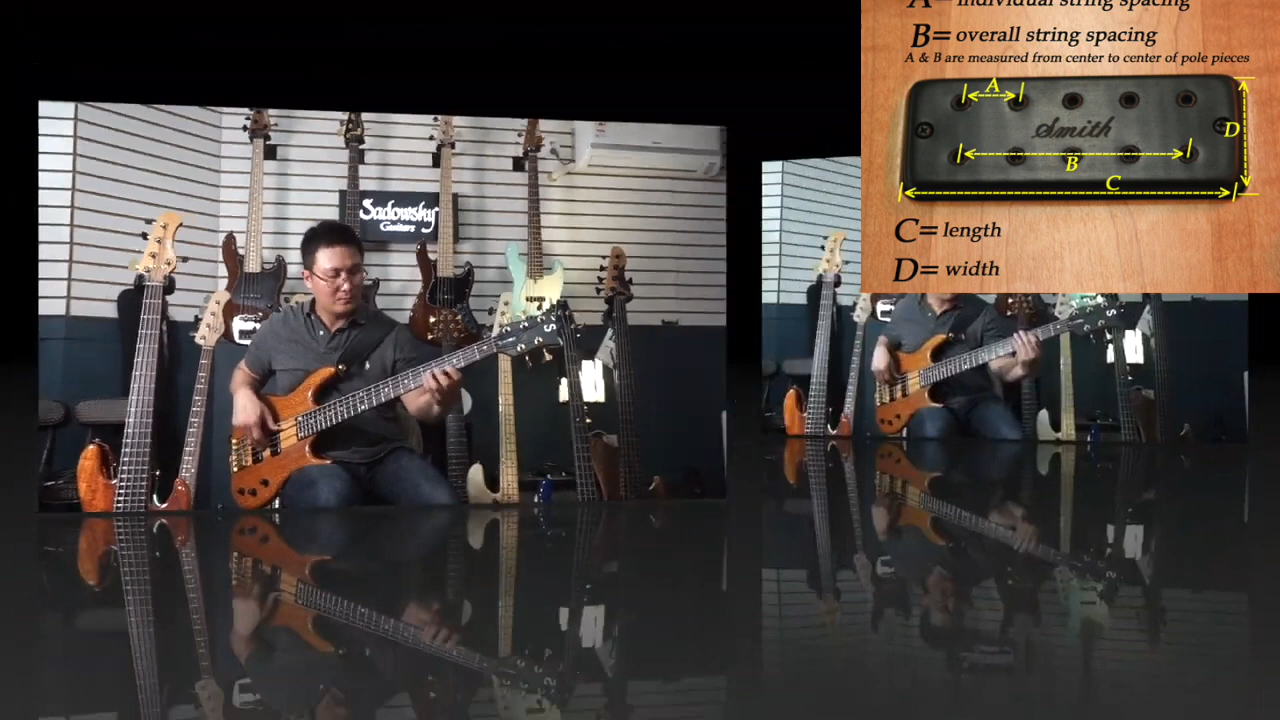 A= individual string spacing
B= overall string spacing
A & B are measured from center to center of pole pieces
A
Smith
D
B
C
C= length
D= width
Sadowsky
Guitars
S